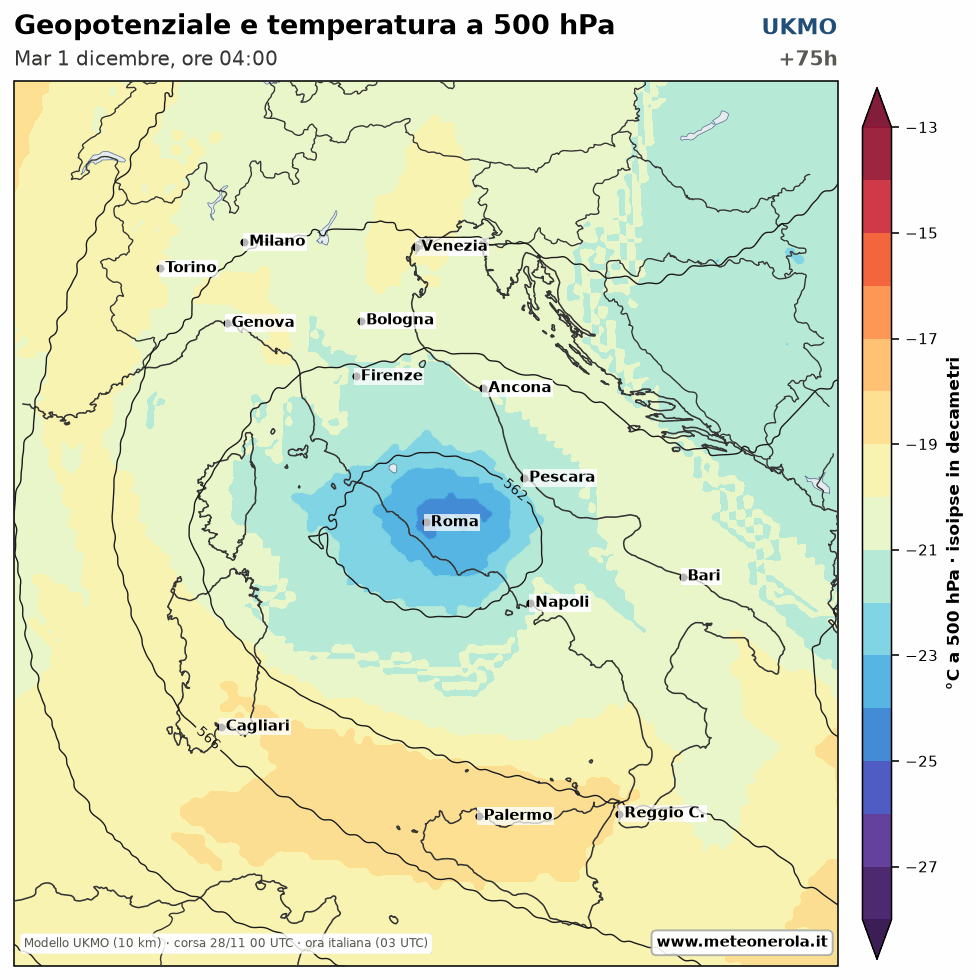 Geopotenziale e temperatura a 500 hPa
UKMO
Mar 1 dicembre, ore 04:00
+75h
Milano
Venezia
Torino
Genova
Bologna
Firenze
Ancona
Pescara
562
Roma
Bari
Napoli
Cagliari
566
Palermo
Reggio C.
−13
−15
−17
−19
−21
−23
−25
−27
°C a 500 hPa · isoipse in decametri
Modello UKMO (10 km) · corsa 28/11 00 UTC · ora italiana (03 UTC)
www.meteonerola.it